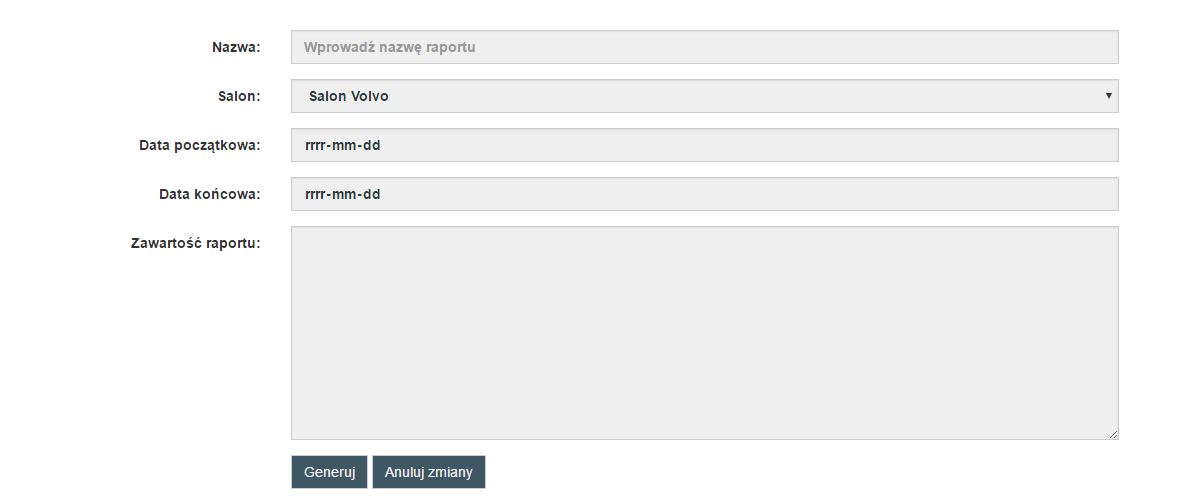 Nazwa: Wprowadź nazwę raportu
Salon: Salon Volvo
Data początkowa: rrrr-mm-dd
Data końcowa: rrrr-mm-dd
Zawartość raportu:
Generuj Anuluj zmiany